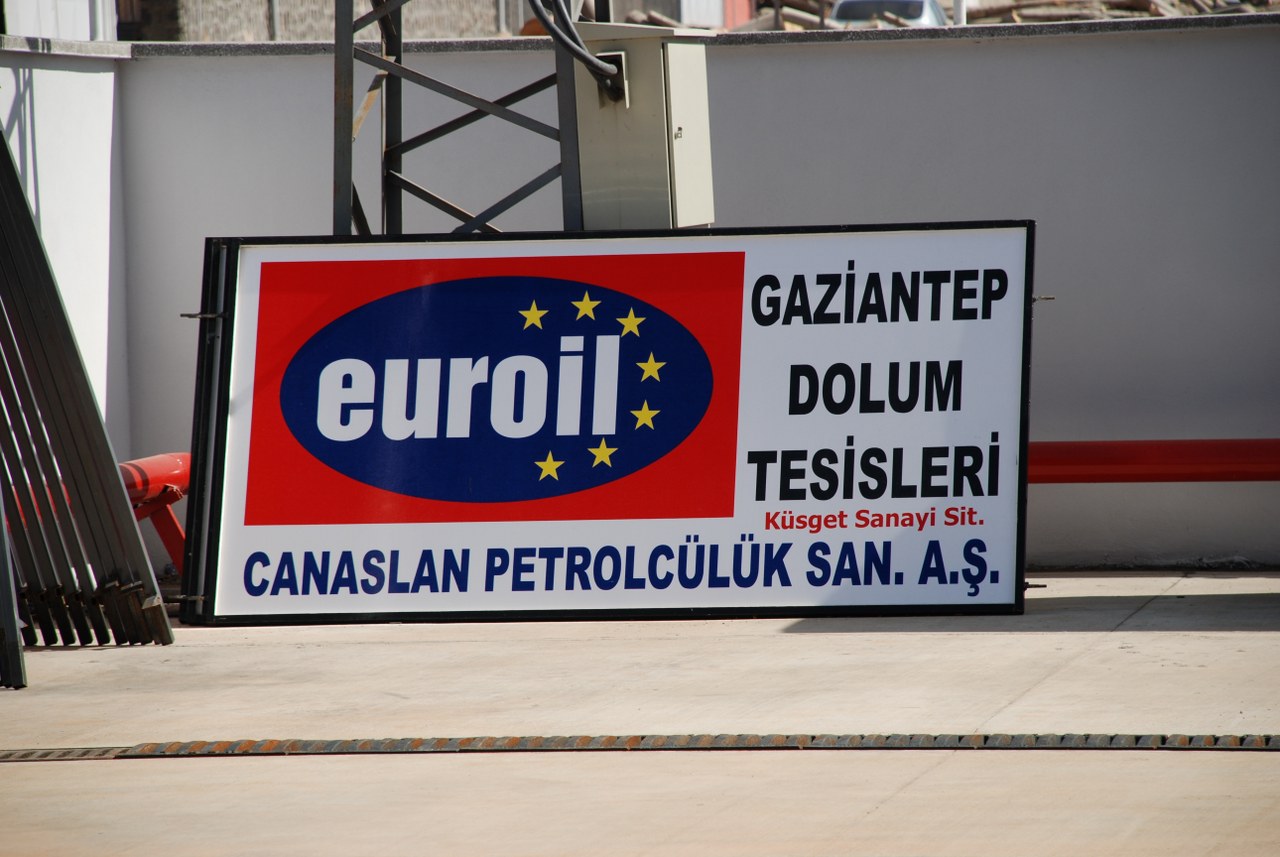 euroil
GAZİANTEP
DOLUM
TESİSLERİ
Küsget Sanayi Sit.
CANASLAN PETROLCÜLÜK SAN. A.Ş.